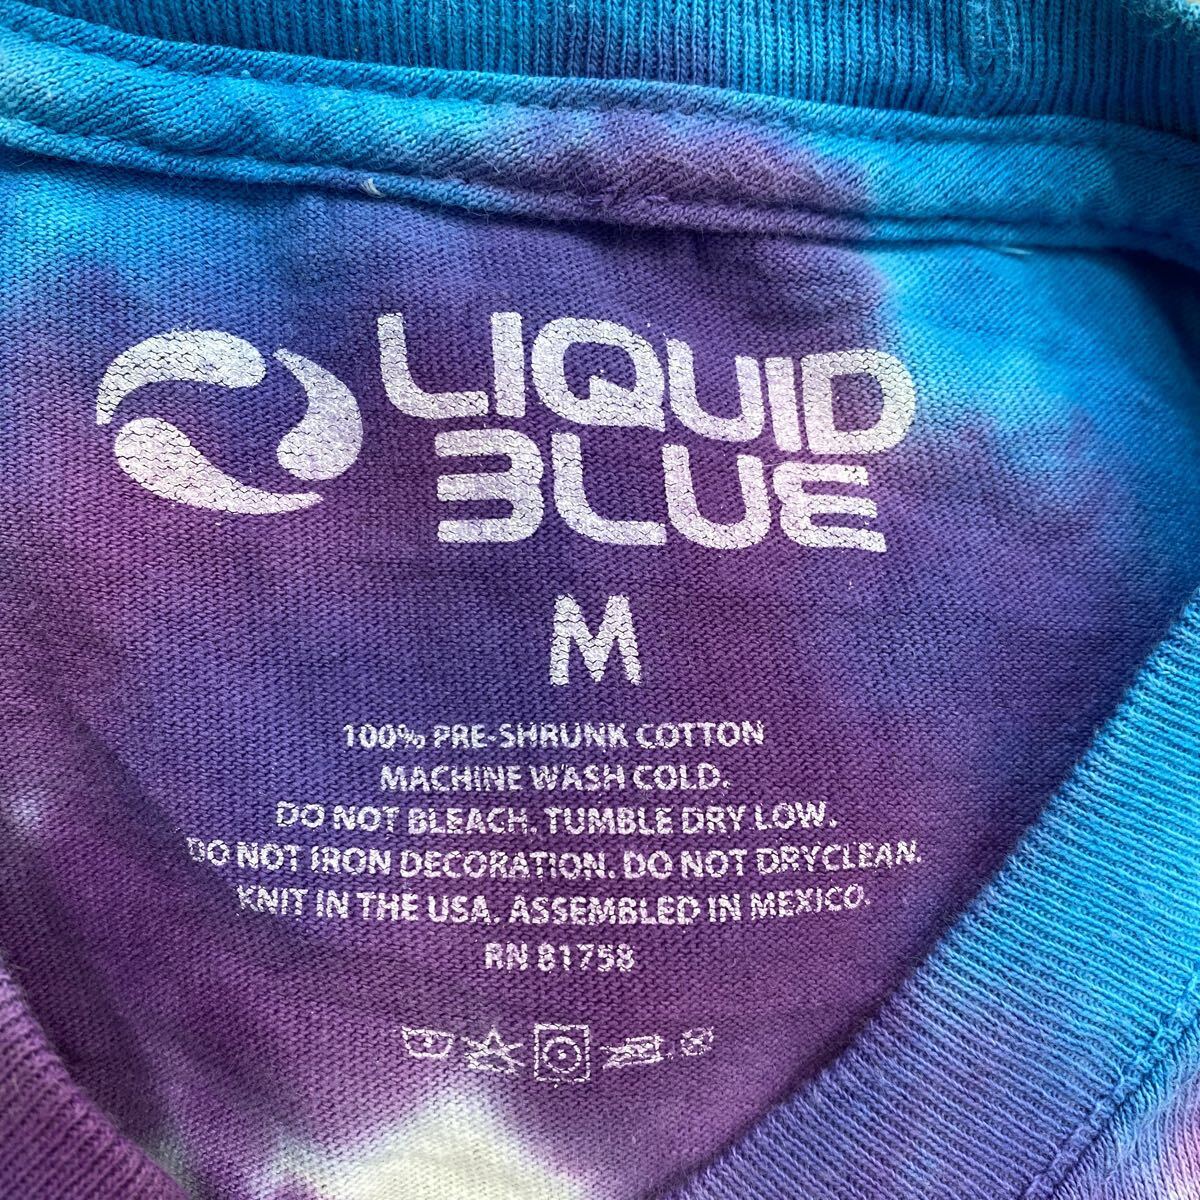 LIQUID
BLUE
M
100% PRE-SHRUNK COTTON
MACHINE WASH COLD.
DO NOT BLEACH. TUMBLE DRY LOW.
DO NOT IRON DECORATION. DO NOT DRYCLEAN.
KNIT IN THE USA. ASSEMBLED IN MEXICO.
RN 81758